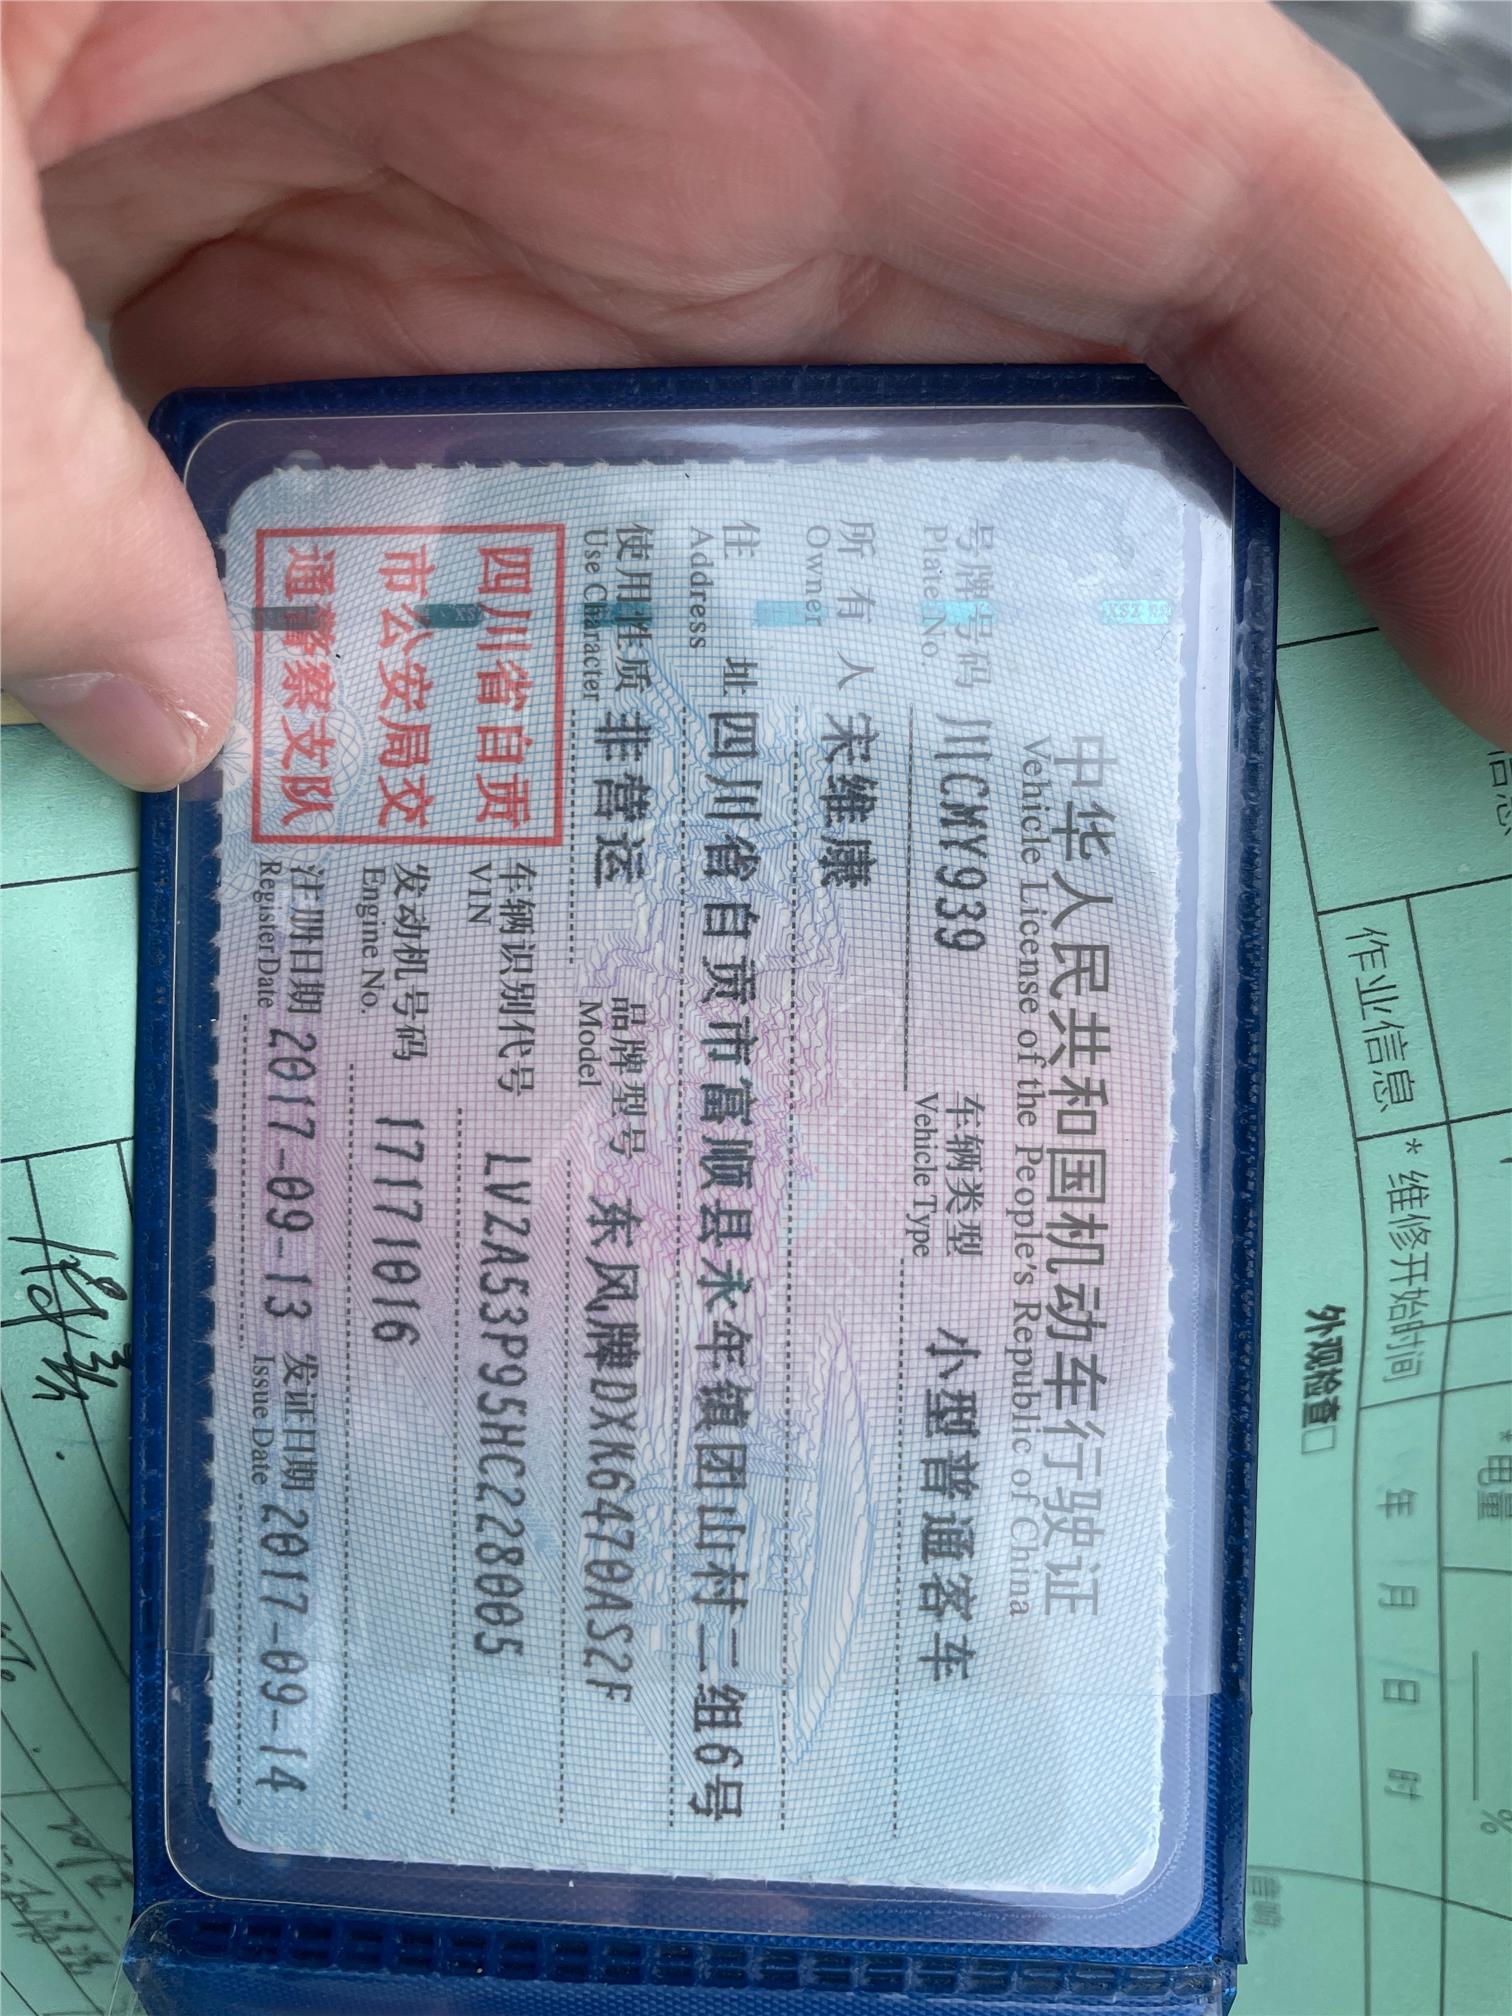 中华人民共和国机动车行驶证
Vehicle License of the People's Republic of China
号牌号码 川CMY939 车辆类型 小型普通客车
Plate No. Vehicle Type
所有人 宋维康
Owner
住址 四川省自贡市富顺县永年镇团山村二组6号
Address
使用性质 非营运 品牌型号 东风牌DXK6470AS2F
Use Character Model
四川省自贡
市公安局交
通警察支队
车辆识别代号 LVZA53P95HC228005
VIN
发动机号码 17171016
Engine No.
注册日期 2017-09-13 发证日期 2017-09-14
Register Date Issue Date
作业信息
*维修开始时间 年 月 日 时
外观检查□
*电量 %